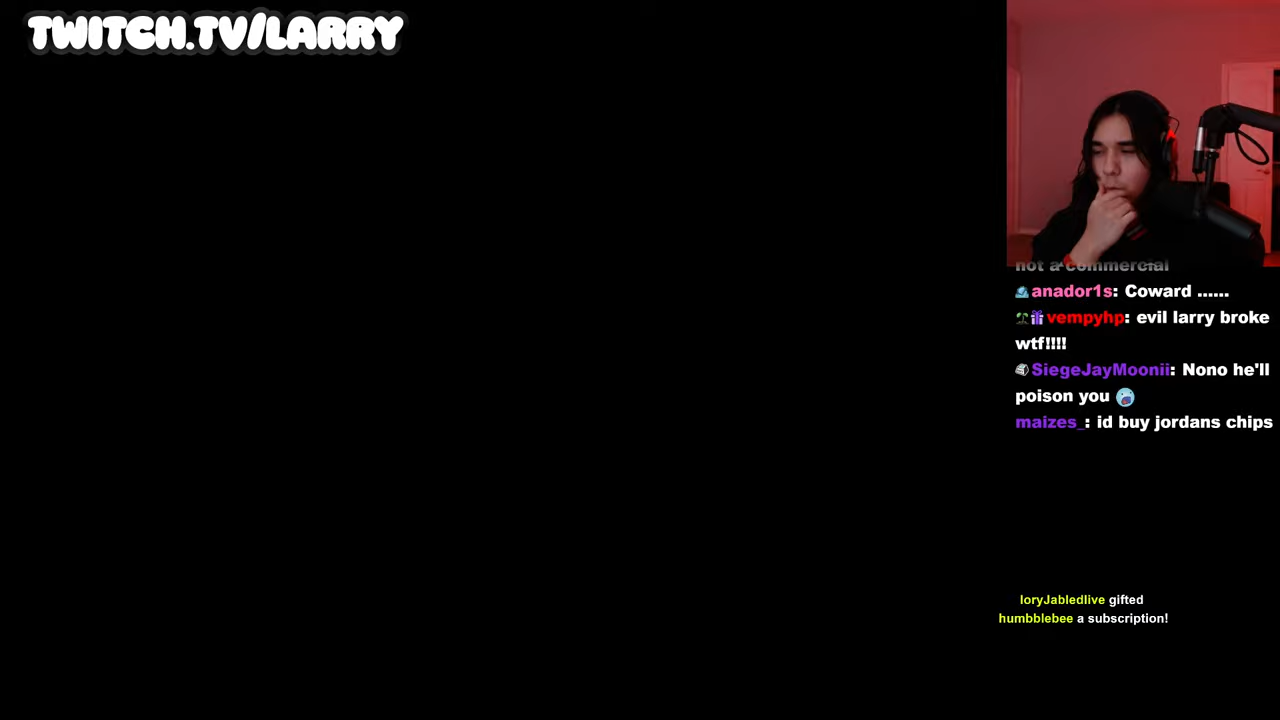 TWITCH.TV/LARRY
not a commercial
anador1s: Coward ......
vempyhp: evil larry broke
wtf!!!!
SiegeJayMoonii: Nono he'll
poison you
maizes_: id buy jordans chips
loryJabledlive gifted
humbblebee a subscription!